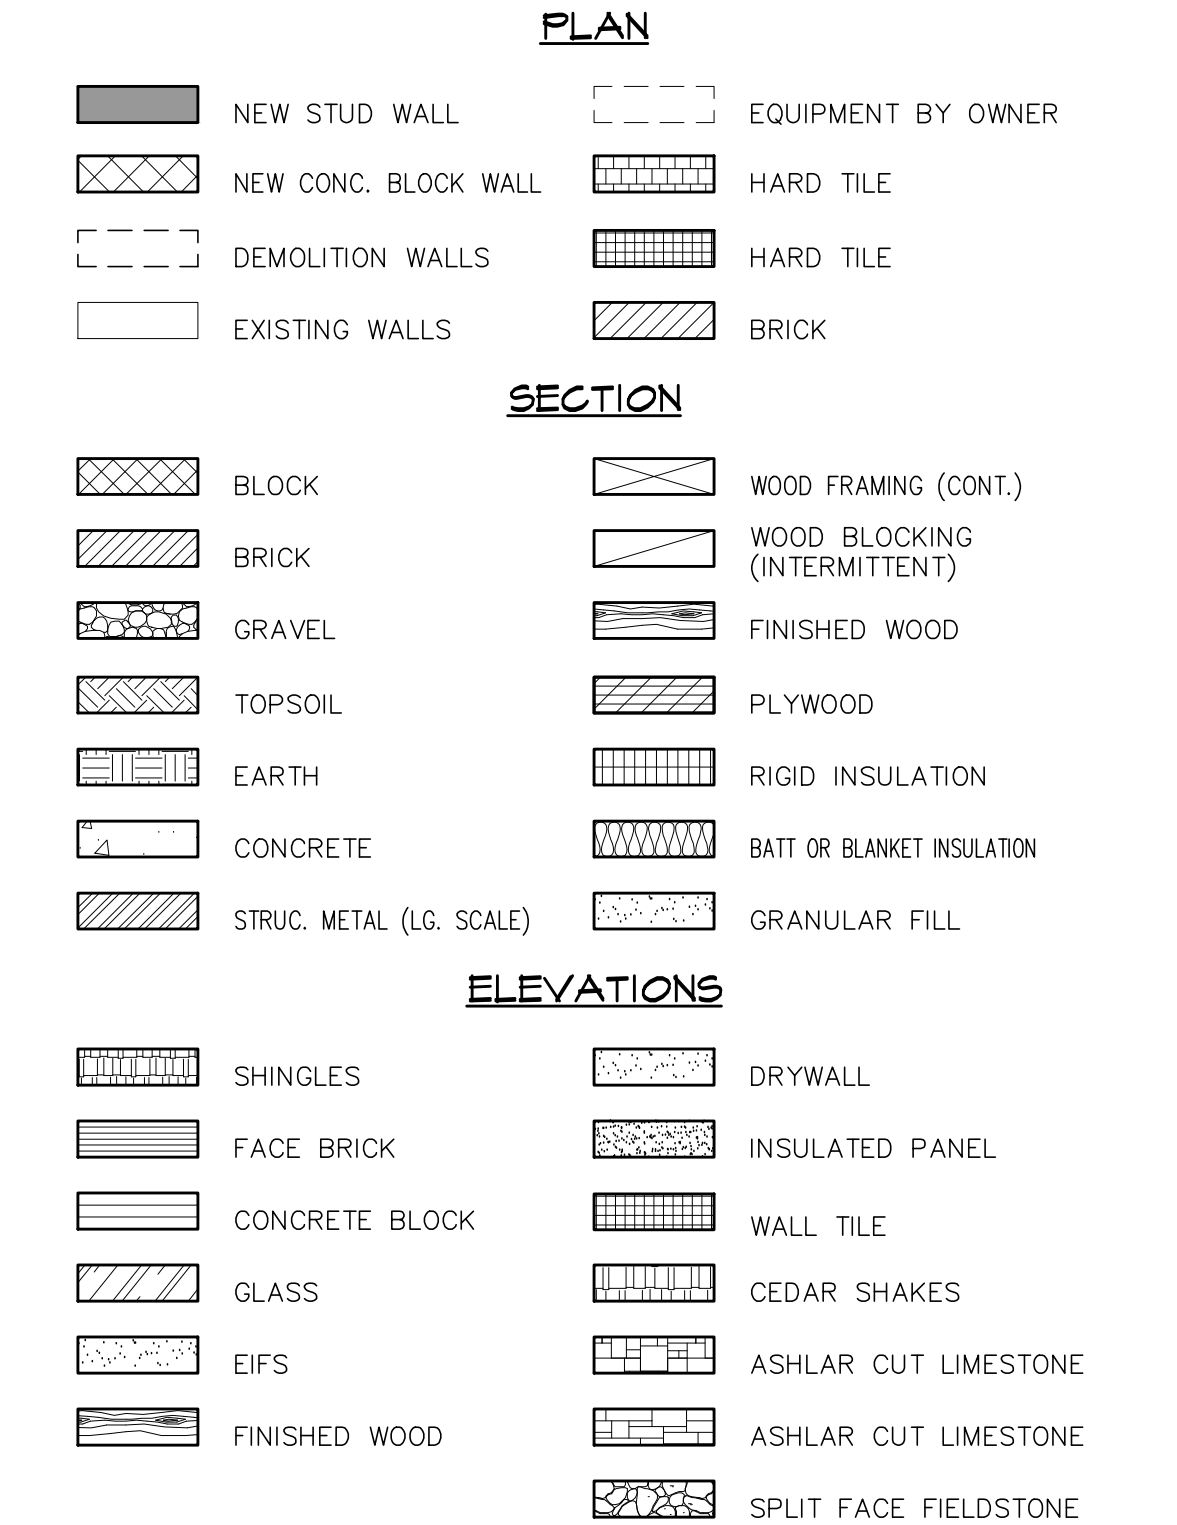 PLAN
NEW STUD WALL
EQUIPMENT BY OWNER
NEW CONC. BLOCK WALL
HARD TILE
DEMOLITION WALLS
HARD TILE
EXISTING WALLS
BRICK
SECTION
BLOCK
WOOD FRAMING (CONT.)
BRICK
WOOD BLOCKING
(INTERMITTENT)
GRAVEL
FINISHED WOOD
TOPSOIL
PLYWOOD
EARTH
RIGID INSULATION
CONCRETE
BATT OR BLANKET INSULATION
STRUC. METAL (LG. SCALE)
GRANULAR FILL
ELEVATIONS
SHINGLES
DRYWALL
FACE BRICK
INSULATED PANEL
CONCRETE BLOCK
WALL TILE
GLASS
CEDAR SHAKES
EIFS
ASHLAR CUT LIMESTONE
FINISHED WOOD
ASHLAR CUT LIMESTONE
SPLIT FACE FIELDSTONE